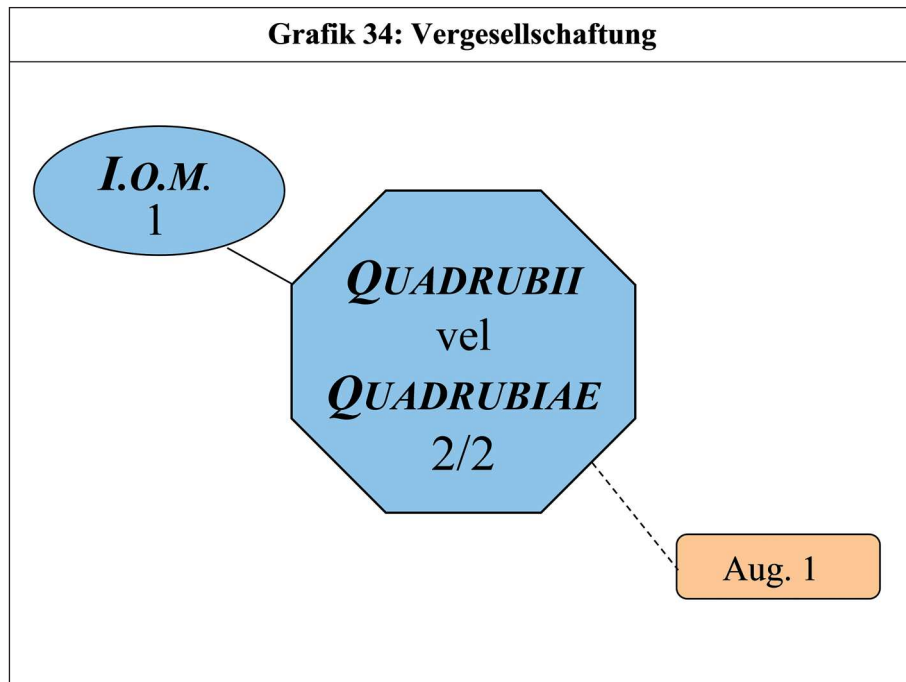 Grafik 34: Vergesellschaftung
I.O.M.
1
QUADRUBII
vel
QUADRUBIAE
2/2
Aug. 1